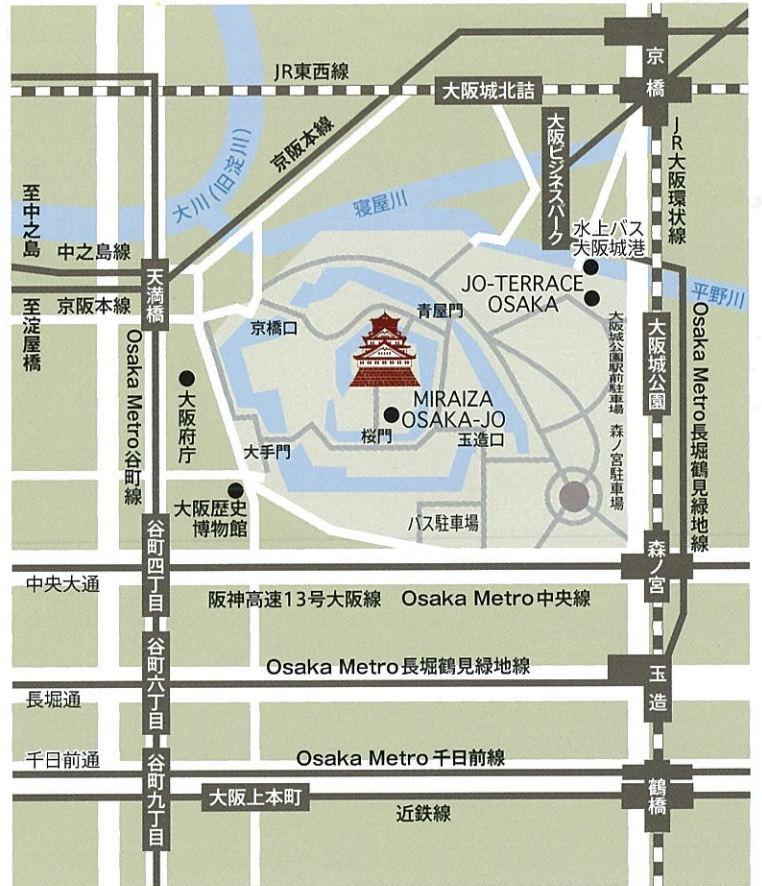 京橋
JR東西線
大阪城北詰
京阪本線
大阪ビジネスパーク
JR大阪環状線
大川(旧淀川)
寝屋川
至中之島
中之島線
天満橋
京阪本線
至淀屋橋
水上バス
大阪城港
平野川
JO-TERRACE
OSAKA
青屋門
京橋口
大阪城公園駅前駐車場
大阪城公園
Osaka Metro長堀鶴見緑地線
Osaka Metro谷町線
大阪府庁
MIRAIZA
OSAKA-JO
桜門
玉造口
大手門
森ノ宮駐車場
大阪歴史
博物館
バス駐車場
谷町四丁目
森ノ宮
中央大通
阪神高速13号大阪線 Osaka Metro中央線
谷町六丁目
Osaka Metro長堀鶴見緑地線
玉造
長堀通
千日前通
Osaka Metro千日前線
谷町九丁目
大阪上本町
鶴橋
近鉄線